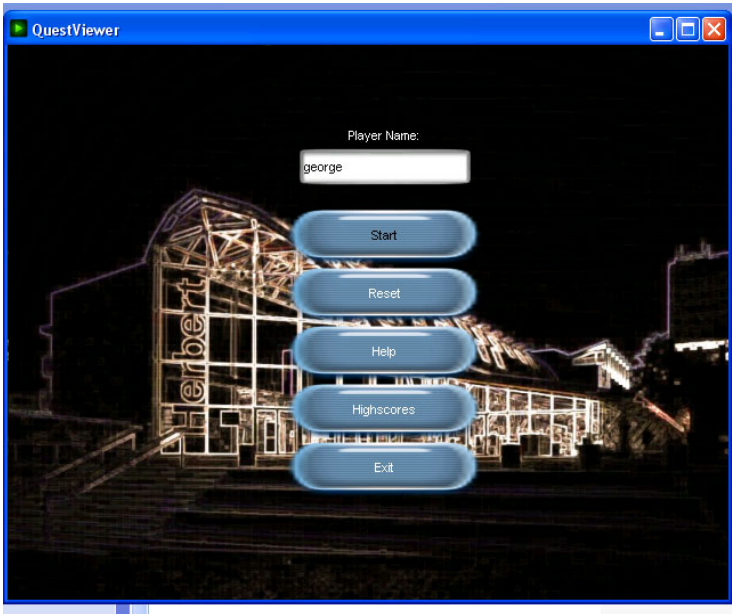 QuestViewer
Player Name:
george
Start
Reset
Help
Highscores
Exit
Herbert